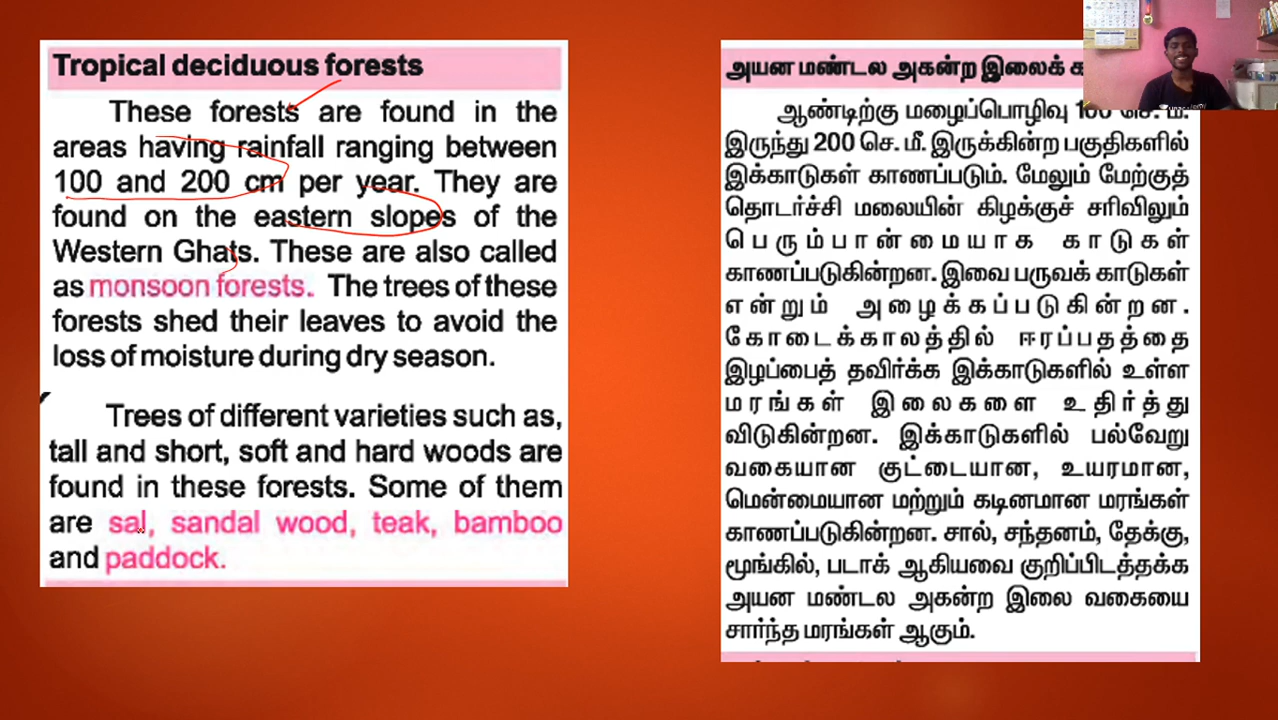 Tropical deciduous forests
These forests are found in the
areas having rainfall ranging between
100 and 200 cm per year. They are
found on the eastern slopes of the
Western Ghats. These are also called
as monsoon forests. The trees of these
forests shed their leaves to avoid the
loss of moisture during dry season.
Trees of different varieties such as,
tall and short, soft and hard woods are
found in these forests. Some of them
are sal, sandal wood, teak, bamboo
and paddock.
அயன மண்டல அகன்ற இலைக்
ஆண்டிற்கு மழைப்பொழிவு 100 செ. மீ.
இருந்து 200 செ. மீ. இருக்கின்ற பகுதிகளில்
இக்காடுகள் காணப்படும். மேலும் மேற்குத்
தொடர்ச்சி மலையின் கிழக்குச் சரிவிலும்
பெரும்பான்மையாக காடுகள்
காணப்படுகின்றன. இவை பருவக் காடுகள்
என்றும் அழைக்கப்படுகின்றன.
கோடைக்காலத்தில் ஈரப்பதத்தை
இழப்பைத் தவிர்க்க இக்காடுகளில் உள்ள
மரங்கள் இலைகளை உதிர்த்து
விடுகின்றன. இக்காடுகளில் பல்வேறு
வகையான குட்டையான, உயரமான,
மென்மையான மற்றும் கடினமான மரங்கள்
காணப்படுகின்றன. சால், சந்தனம், தேக்கு,
மூங்கில், படாக் ஆகியவை குறிப்பிடத்தக்க
அயன மண்டல அகன்ற இலை வகையை
சார்ந்த மரங்கள் ஆகும்.